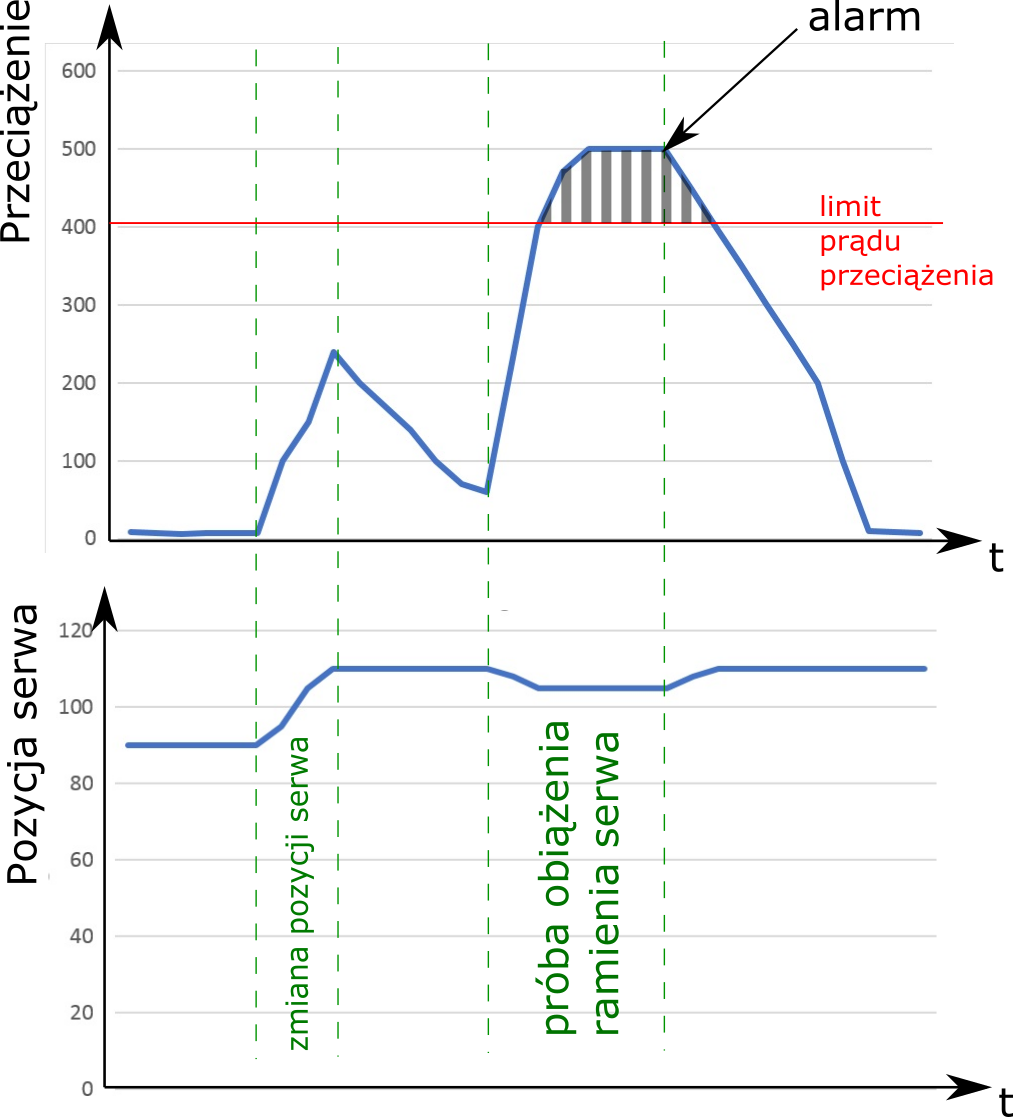 alarm
Przeciążenie
600
500
400
300
200
100
0
limit
prądu
przeciążenia
t
Pozycja serwa
120
100
80
60
40
20
0
zmiana pozycji serwa
próba obiążenia
ramienia serwa
t